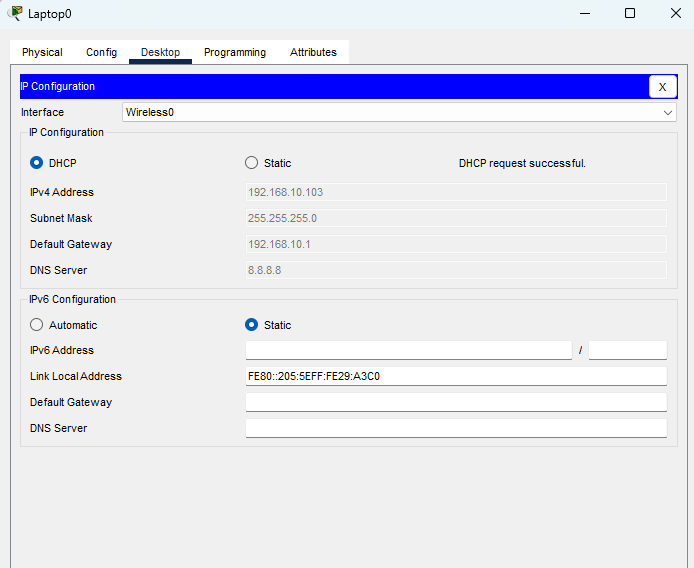 Laptop0
Physical Config Desktop Programming Attributes
IP Configuration X
Interface Wireless0
IP Configuration
DHCP Static DHCP request successful.
IPv4 Address 192.168.10.103
Subnet Mask 255.255.255.0
Default Gateway 192.168.10.1
DNS Server 8.8.8.8
IPv6 Configuration
Automatic Static
IPv6 Address /
Link Local Address FE80::205:5EFF:FE29:A3C0
Default Gateway
DNS Server